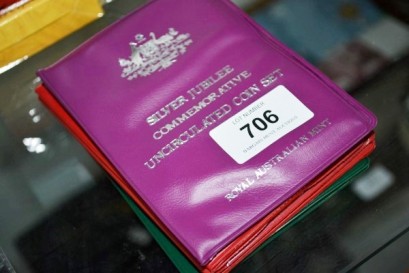 SILVER JUBILEE
COMMEMORATIVE
UNCIRCULATED COIN SET
LOT NUMBER
706
ROYAL AUSTRALIAN MINT